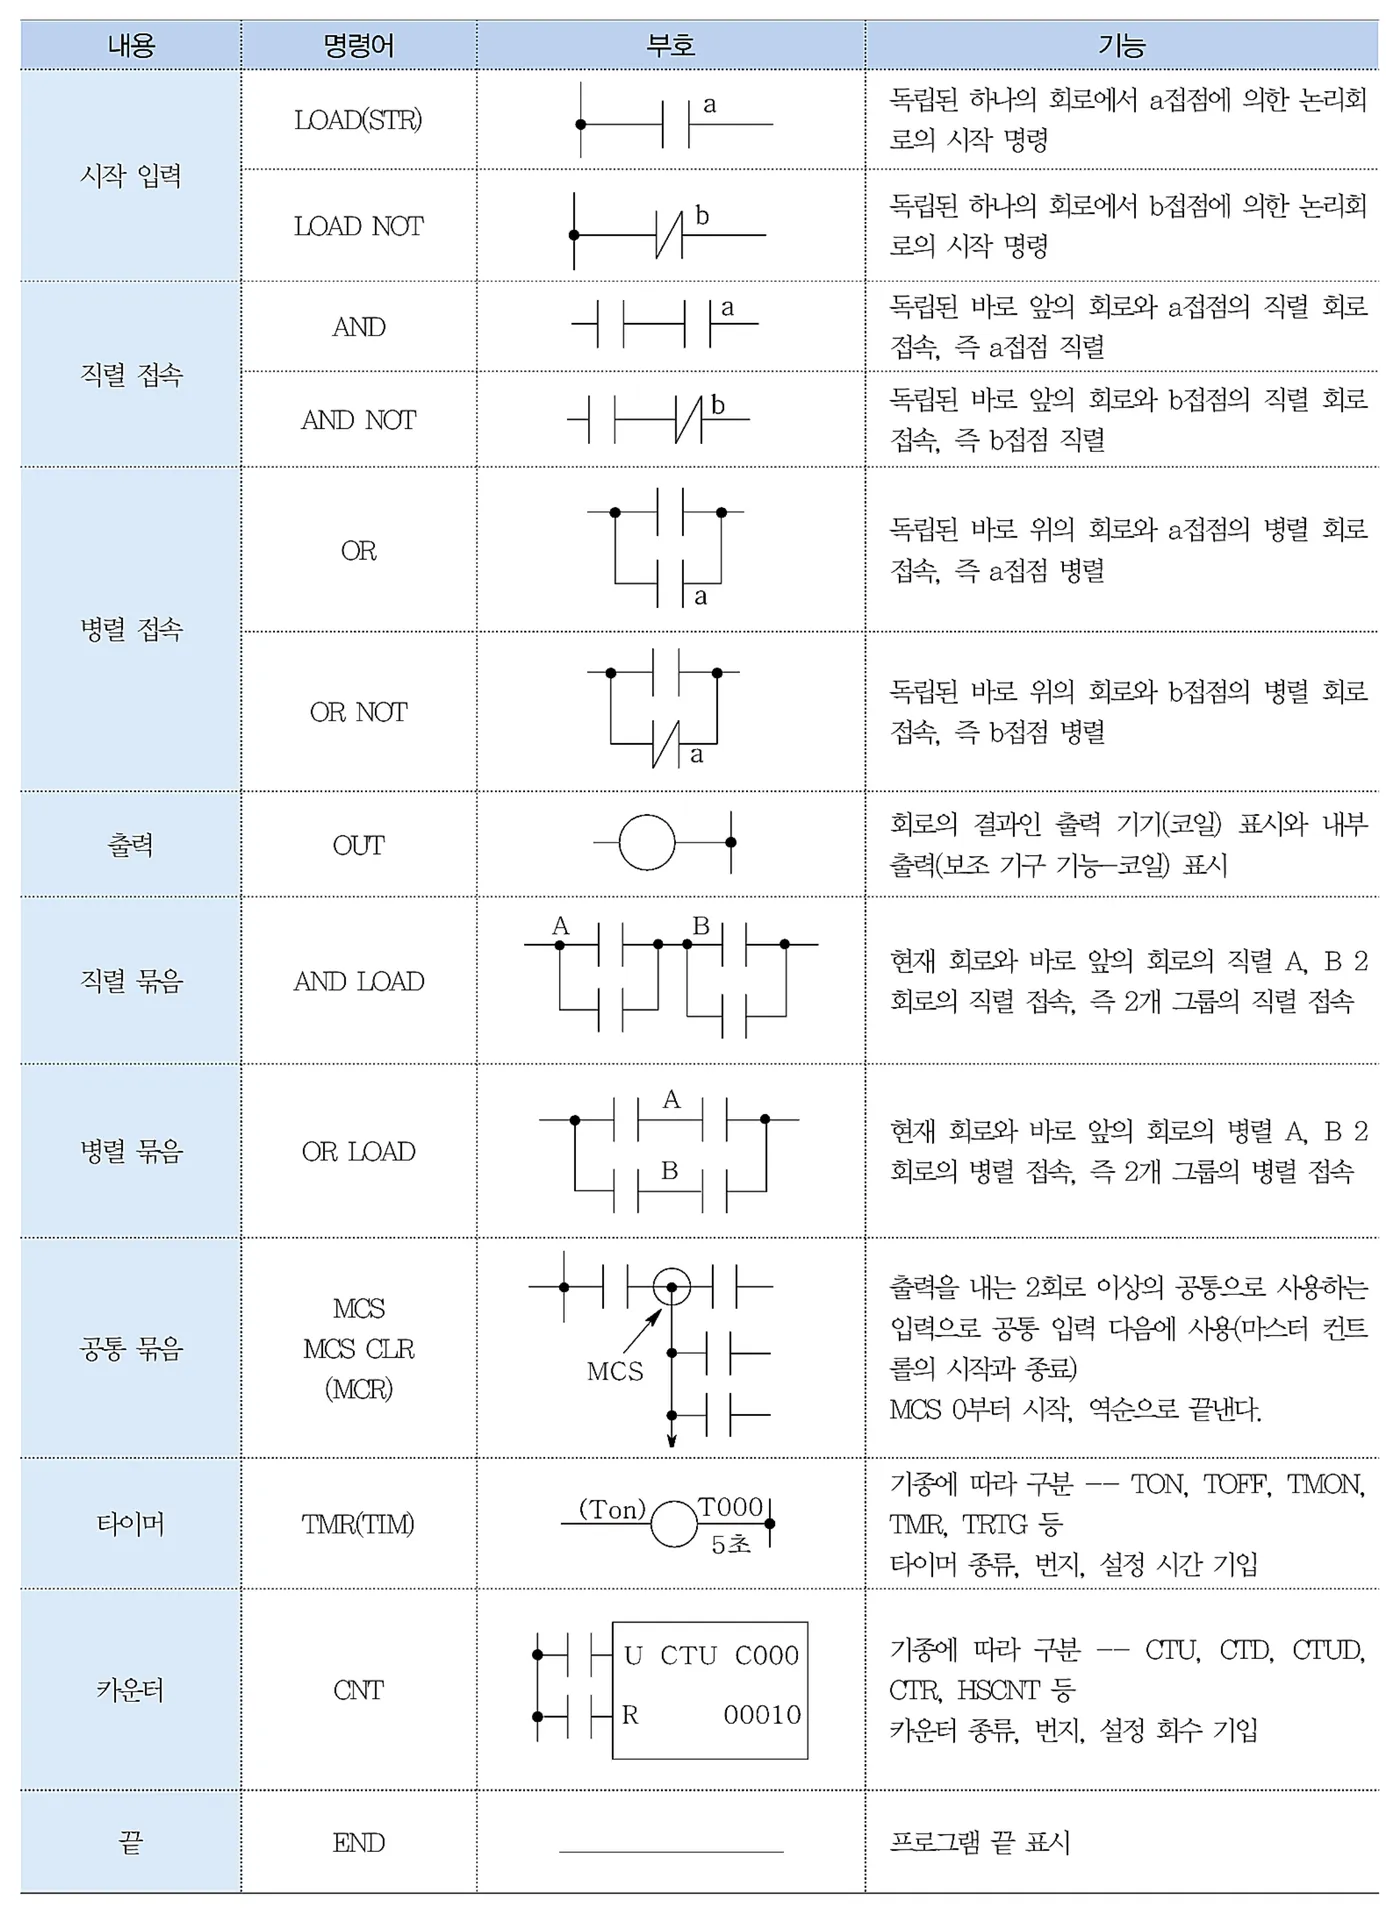 내용 명령어 부호 기능
시작 입력
LOAD(STR)
a
독립된 하나의 회로에서 a접점에 의한 논리회
로의 시작 명령
LOAD NOT
b
독립된 하나의 회로에서 b접점에 의한 논리회
로의 시작 명령
직렬 접속
AND
a
독립된 바로 앞의 회로와 a접점의 직렬 회로
접속, 즉 a접점 직렬
AND NOT
b
독립된 바로 앞의 회로와 b접점의 직렬 회로
접속, 즉 b접점 직렬
병렬 접속
OR
a
독립된 바로 위의 회로와 a접점의 병렬 회로
접속, 즉 a접점 병렬
OR NOT
a
독립된 바로 위의 회로와 b접점의 병렬 회로
접속, 즉 b접점 병렬
출력
OUT
회로의 결과인 출력 기기(코일) 표시와 내부
출력(보조 기구 기능-코일) 표시
직렬 묶음
AND LOAD
A B
현재 회로와 바로 앞의 회로의 직렬 A, B 2
회로의 직렬 접속, 즉 2개 그룹의 직렬 접속
병렬 묶음
OR LOAD
A
B
현재 회로와 바로 앞의 회로의 병렬 A, B 2
회로의 병렬 접속, 즉 2개 그룹의 병렬 접속
공통 묶음
MCS
MCS CLR
(MCR)
MCS
출력을 내는 2회로 이상의 공통으로 사용하는
입력으로 공통 입력 다음에 사용(마스터 컨트
롤의 시작과 종료)
MCS 0부터 시작, 역순으로 끝낸다.
타이머
TMR(TIM)
(Ton) T000
5초
기종에 따라 구분 -- TON, TOFF, TMON,
TMR, TRTG 등
타이머 종류, 번지, 설정 시간 기입
카운터
CNT
U CTU C000
R 00010
기종에 따라 구분 -- CTU, CTD, CTUD,
CTR, HSCNT 등
카운터 종류, 번지, 설정 회수 기입
끝
END
프로그램 끝 표시